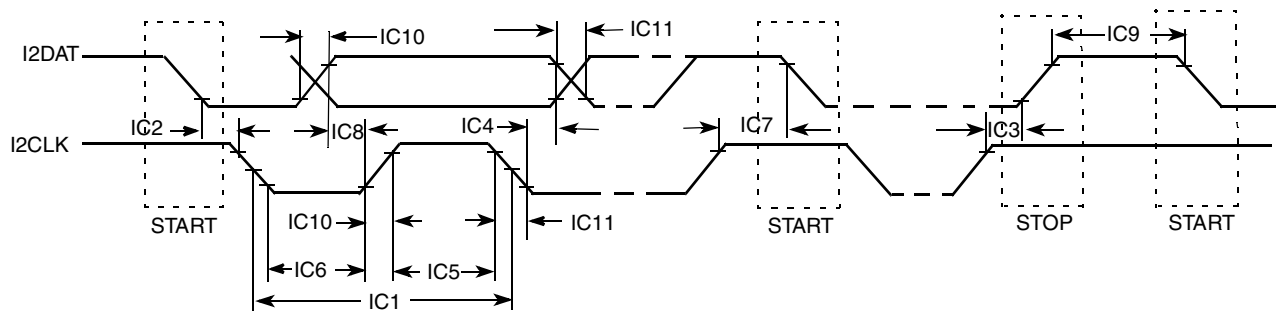 IC10 IC11 IC9
I2DAT
IC2 IC8 IC4 IC7 IC3
I2CLK
START IC10 IC11 START STOP START
IC6 IC5
IC1